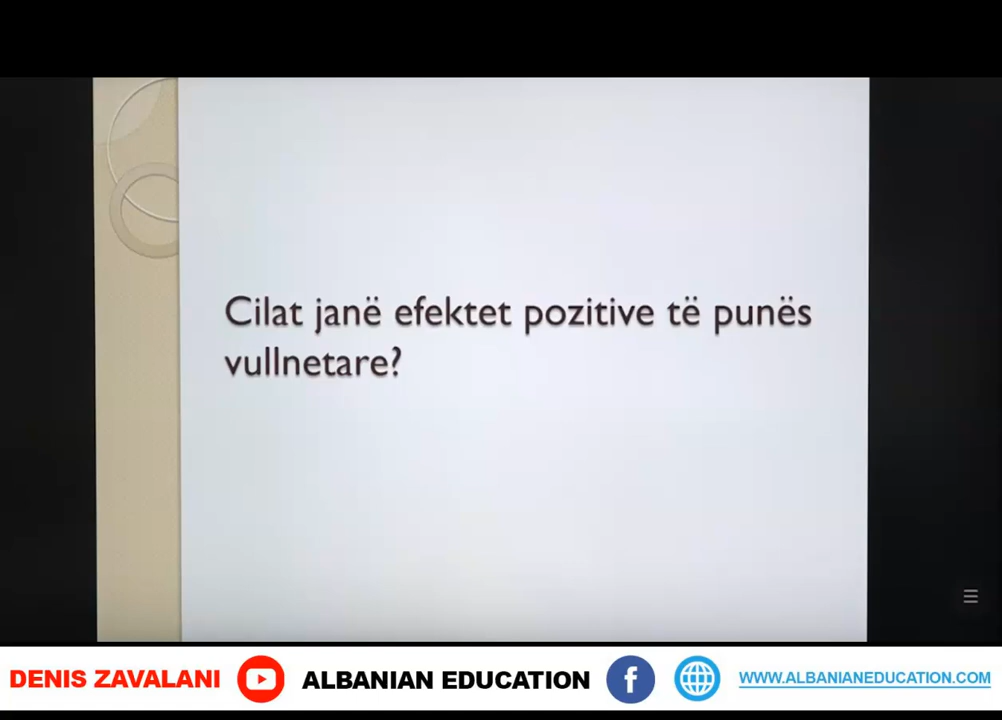 Cilat janë efektet pozitive të punës
vullnetare?
DENIS ZAVALANI
ALBANIAN EDUCATION
WWW.ALBANIANEDUCATION.COM